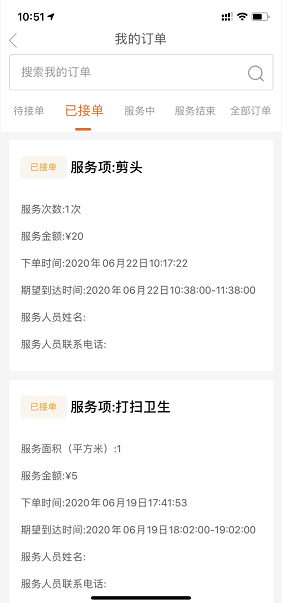 10:51
我的订单
搜索我的订单
待接单 已接单 服务中 服务结束 全部订单
已接单 服务项:剪头
服务次数:1次
服务金额:¥20
下单时间:2020年06月22日10:17:22
期望到达时间:2020年06月22日10:38:00-11:38:00
服务人员姓名:
服务人员联系电话:
已接单 服务项:打扫卫生
服务面积（平方米）:1
服务金额:¥5
下单时间:2020年06月19日17:41:53
期望到达时间:2020年06月19日18:02:00-19:02:00
服务人员姓名:
服务人员联系电话: